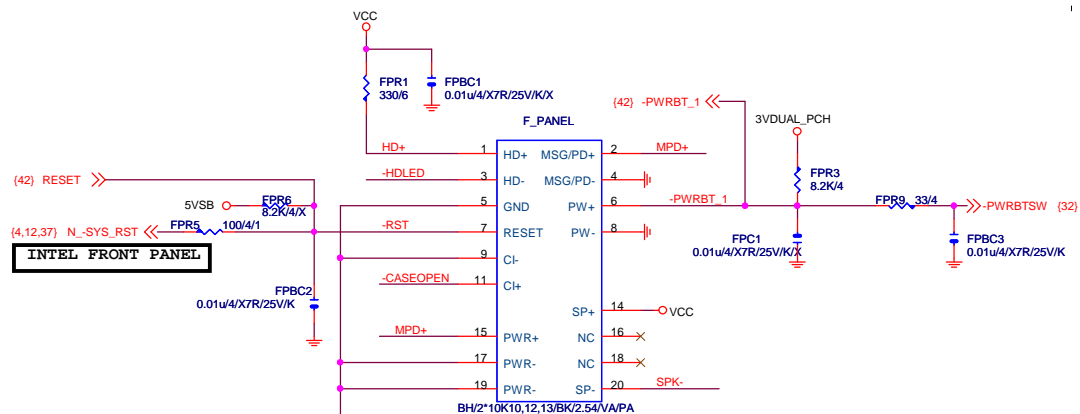 VCC
FPR1
330/6
FPBC1
0.01u/4/X7R/25V/K/X
{42} -PWRBT_1
F_PANEL
3VDUAL_PCH
HD+
1
HD+
MSG/PD+
2
MPD+
{42} RESET
-HDLED
3
HD-
MSG/PD-
4
FPR3
8.2K/4
5VSB
FPR6
8.2K/4/X
5
GND
PW+
6
-PWRBT_1
FPR9
33/4
-PWRBTSW {32}
{4,12,37} N_-SYS_RST
FPR5
100/4/1
-RST
7
RESET
PW-
8
INTEL FRONT PANEL
9
CI-
FPC1
0.01u/4/X7R/25V/K/X
FPBC3
0.01u/4/X7R/25V/K
-CASEOPEN
11
CI+
FPBC2
0.01u/4/X7R/25V/K
SP+
14
VCC
MPD+
15
PWR+
NC
16
17
PWR-
NC
18
19
PWR-
SP-
20
SPK-
BH/2*10K10,12,13/BK/2.54/VA/PA